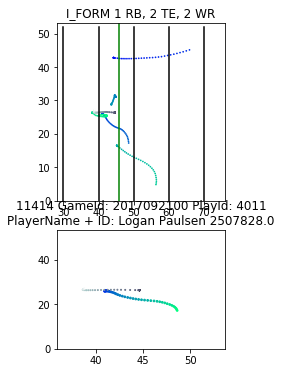 I_FORM 1 RB, 2 TE, 2 WR
50
40
30
20
10
0
30 40 50 60 70
11414 GameId: 2017092100 PlayId: 4011
PlayerName + ID: Logan Paulsen 2507828.0
40
20
0
40 45 50